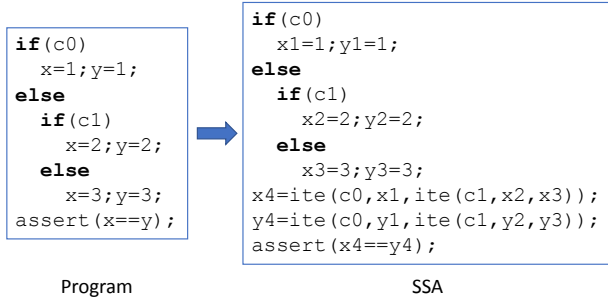 if(c0)
  x=1;y=1;
else
  if(c1)
    x=2;y=2;
  else
    x=3;y=3;
assert(x==y);
Program
if(c0)
  x1=1;y1=1;
else
  if(c1)
    x2=2;y2=2;
  else
    x3=3;y3=3;
x4=ite(c0,x1,ite(c1,x2,x3));
y4=ite(c0,y1,ite(c1,y2,y3));
assert(x4==y4);
SSA